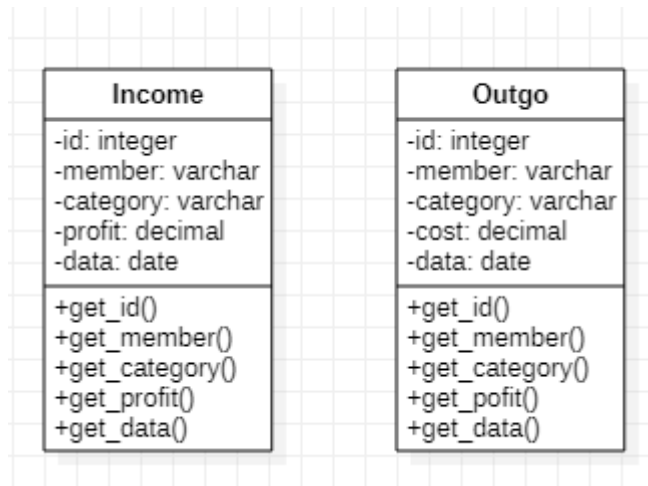 Income
-id: integer
-member: varchar
-category: varchar
-profit: decimal
-data: date
+get_id()
+get_member()
+get_category()
+get_profit()
+get_data()
Outgo
-id: integer
-member: varchar
-category: varchar
-cost: decimal
-data: date
+get_id()
+get_member()
+get_category()
+get_pofit()
+get_data()